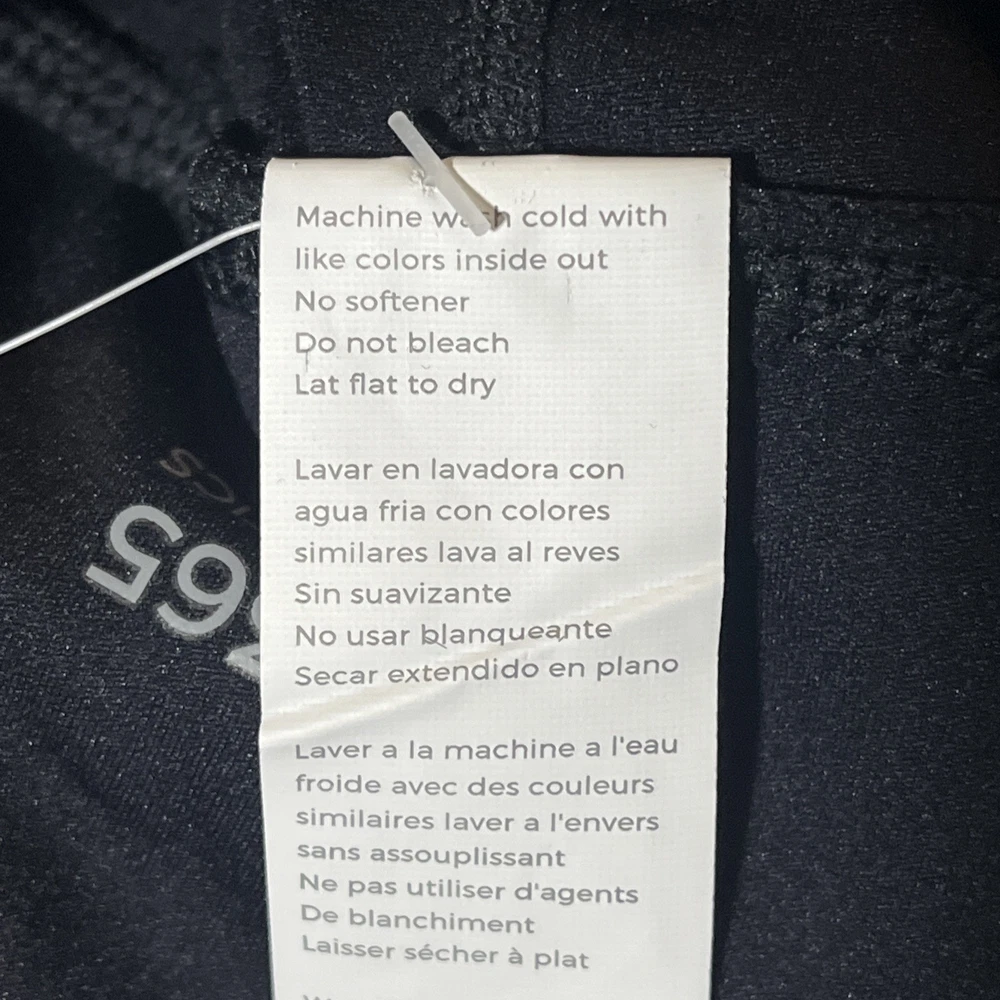 Machine wash cold with
like colors inside out
No softener
Do not bleach
Lat flat to dry
Lavar en lavadora con
agua fria con colores
similares lava al reves
Sin suavizante
No usar blanqueante
Secar extendido en plano
Laver a la machine a l'eau
froide avec des couleurs
similaires laver a l'envers
sans assouplissant
Ne pas utiliser d'agents
De blanchiment
Laisser sécher à plat
365